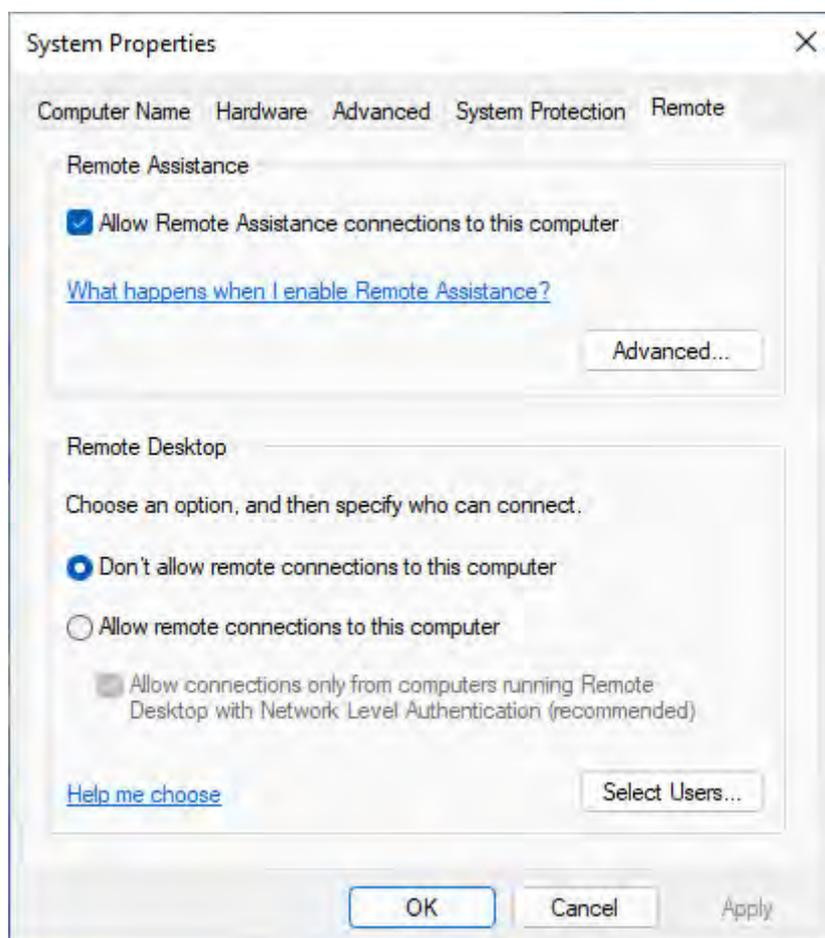 System Properties
Computer Name Hardware Advanced System Protection Remote
Remote Assistance
Allow Remote Assistance connections to this computer
What happens when I enable Remote Assistance?
Advanced...
Remote Desktop
Choose an option, and then specify who can connect.
Don't allow remote connections to this computer
Allow remote connections to this computer
Allow connections only from computers running Remote
Desktop with Network Level Authentication (recommended)
Help me choose
Select Users...
OK Cancel Apply